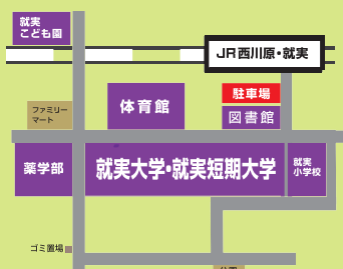 就実
こども園
JR西川原・就実
ファミリー
マート
体育館
駐車場
図書館
薬学部
就実大学・就実短期大学
就実
小学校
ゴミ置場